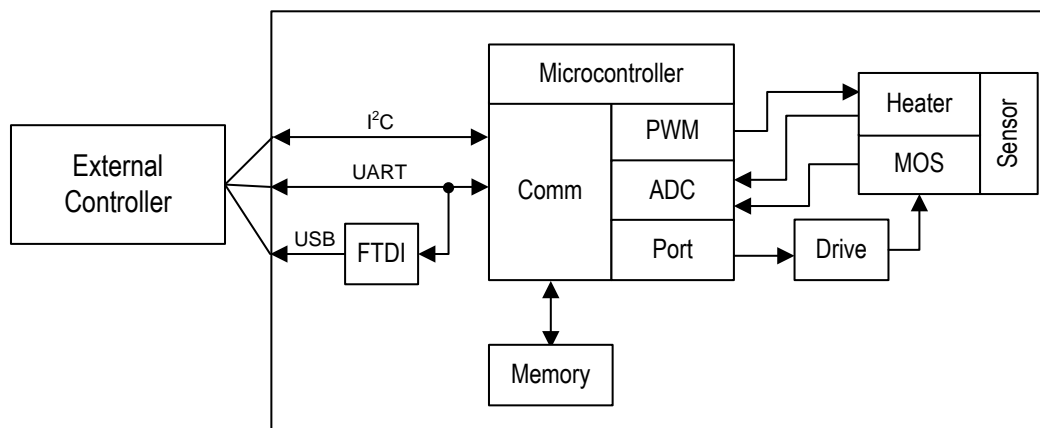 Microcontroller
I²C
PWM
Heater
Sensor
External
Controller
UART
Comm
ADC
MOS
USB
FTDI
Port
Drive
Memory